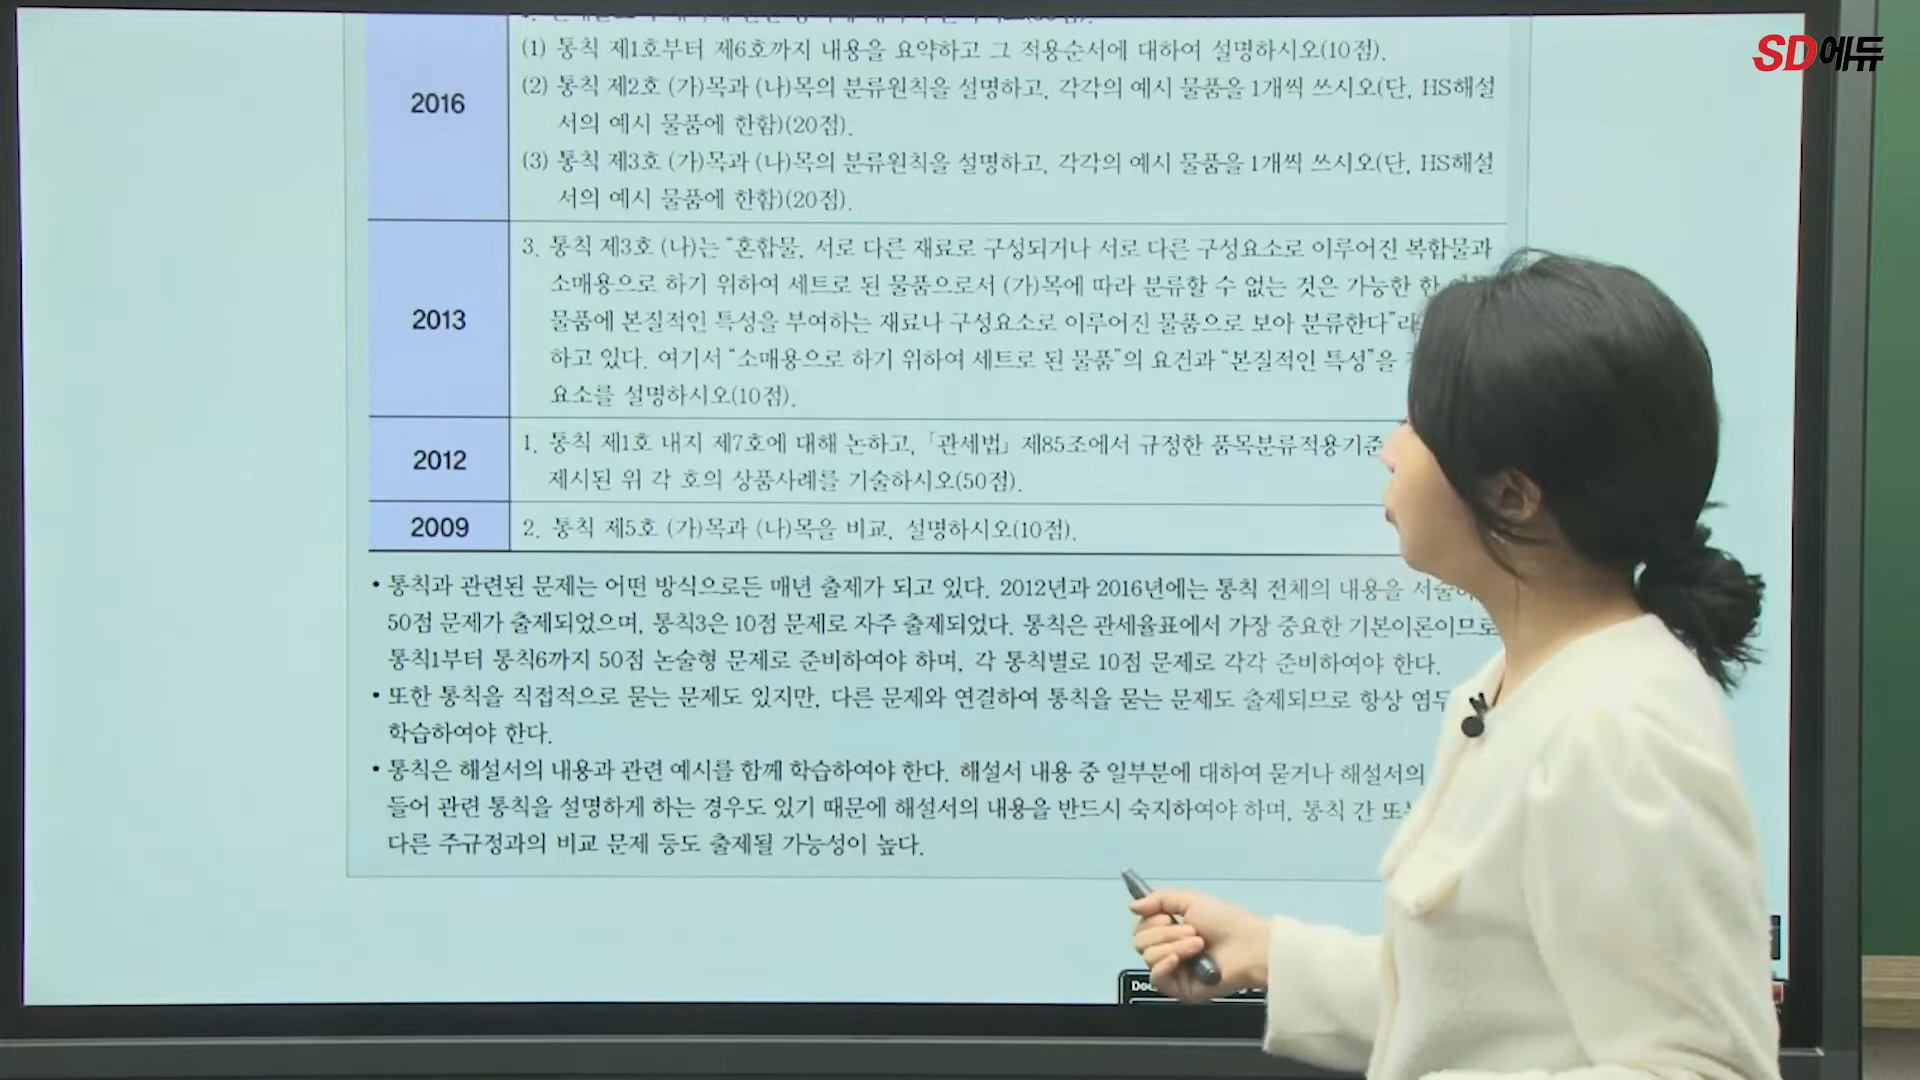 SD에듀
2016
(1) 통칙 제1호부터 제6호까지 내용을 요약하고 그 적용순서에 대하여 설명하시오(10점).
(2) 통칙 제2호 (가)목과 (나)목의 분류원칙을 설명하고, 각각의 예시 물품을 1개씩 쓰시오(단, HS해설
서의 예시 물품에 한함)(20점).
(3) 통칙 제3호 (가)목과 (나)목의 분류원칙을 설명하고, 각각의 예시 물품을 1개씩 쓰시오(단, HS해설
서의 예시 물품에 한함)(20점).
2013
3. 통칙 제3호 (나)는 “혼합물, 서로 다른 재료로 구성되거나 서로 다른 구성요소로 이루어진 복합물과
소매용으로 하기 위하여 세트로 된 물품으로서 (가)목에 따라 분류할 수 없는 것은 가능한 한
물품에 본질적인 특성을 부여하는 재료나 구성요소로 이루어진 물품으로 보아 분류한다”라
하고 있다. 여기서 “소매용으로 하기 위하여 세트로 된 물품”의 요건과 “본질적인 특성”을
요소를 설명하시오(10점).
2012
1. 통칙 제1호 내지 제7호에 대해 논하고, 「관세법」 제85조에서 규정한 품목분류적용기준
제시된 위 각 호의 상품사례를 기술하시오(50점).
2009
2. 통칙 제5호 (가)목과 (나)목을 비교, 설명하시오(10점).
• 통칙과 관련된 문제는 어떤 방식으로든 매년 출제가 되고 있다. 2012년과 2016년에는 통칙 전체의 내용을
50점 문제가 출제되었으며, 통칙3은 10점 문제로 자주 출제되었다. 통칙은 관세율표에서 가장 중요한 기본이론이므로
통칙1부터 통칙6까지 50점 논술형 문제로 준비하여야 하며, 각 통칙별로 10점 문제로 각각 준비하여야 한다.
• 또한 통칙을 직접적으로 묻는 문제도 있지만, 다른 문제와 연결하여 통칙을 묻는 문제도 출제되므로 항상
학습하여야 한다.
• 통칙은 해설서의 내용과 관련 예시를 함께 학습하여야 한다. 해설서 내용 중 일부분에 대하여 묻거나 해설서의
들어 관련 통칙을 설명하게 하는 경우도 있기 때문에 해설서의 내용을 반드시 숙지하여야 하며, 통칙 간
다른 주규정과의 비교 문제 등도 출제될 가능성이 높다.